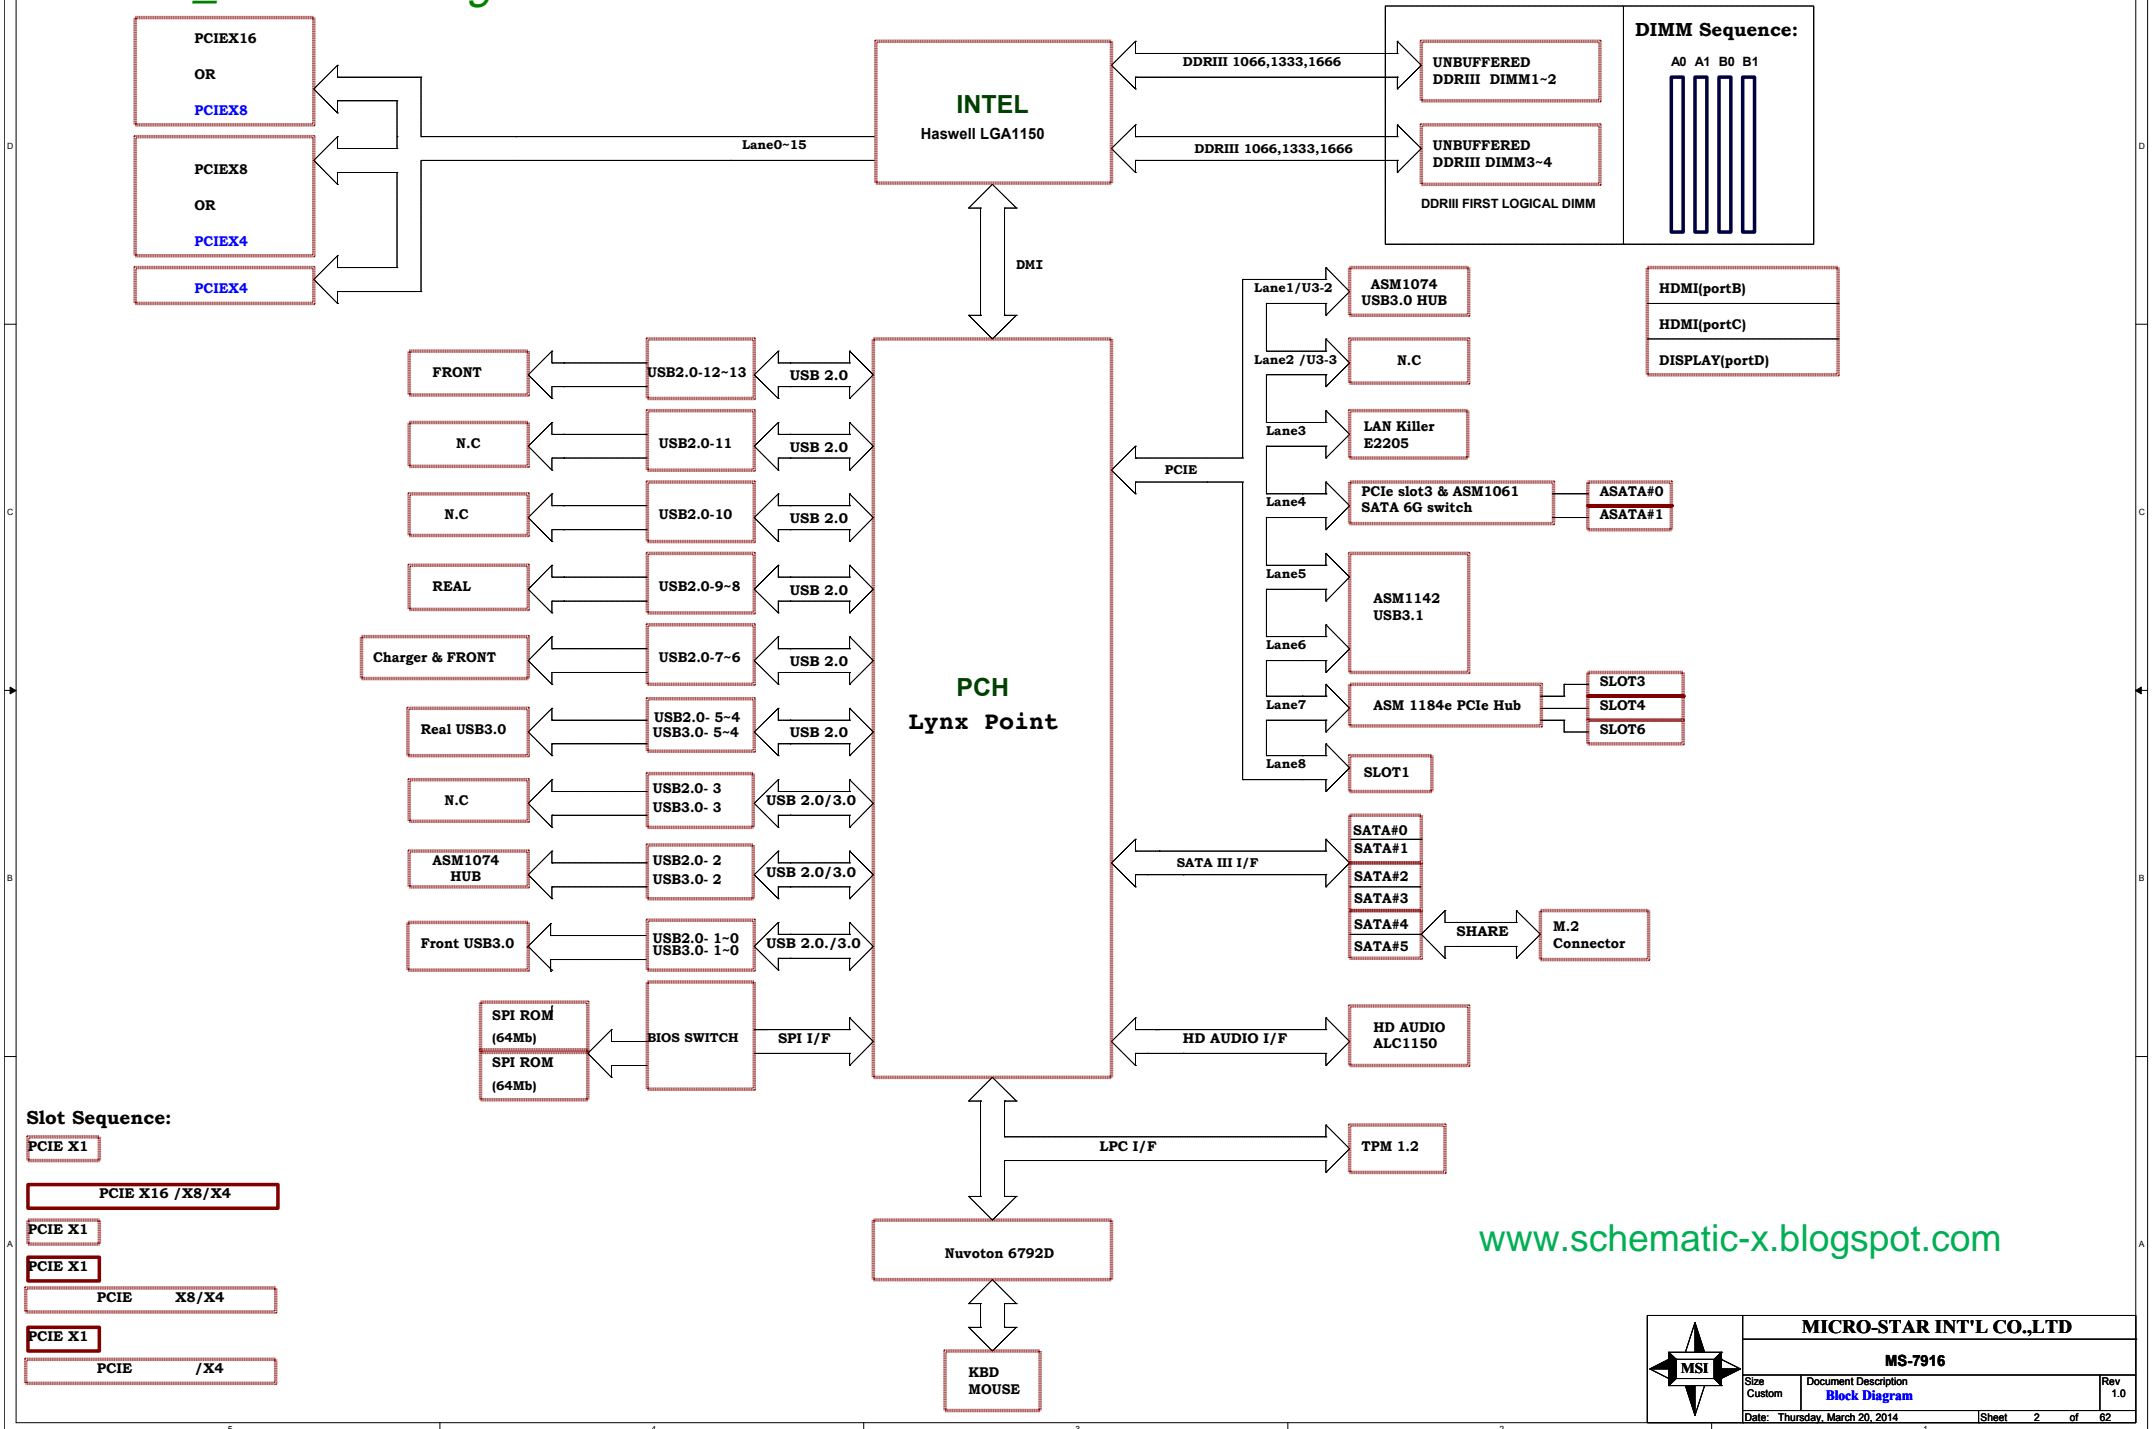 PCIEX16
OR
PCIEX8
PCIEX8
OR
PCIEX4
PCIEX4
Lane0~15
INTEL
Haswell LGA1150
DDRIII 1066,1333,1666
DDRIII 1066,1333,1666
UNBUFFERED
DDRIII DIMM1~2
UNBUFFERED
DDRIII DIMM3~4
DDRIII FIRST LOGICAL DIMM
DIMM Sequence:
A0 A1 B0 B1
DMI
HDMI(portB)
HDMI(portC)
DISPLAY(portD)
FRONT
USB2.0-12~13
USB 2.0
N.C
USB2.0-11
USB 2.0
N.C
USB2.0-10
USB 2.0
REAL
USB2.0-9~8
USB 2.0
Charger & FRONT
USB2.0-7~6
USB 2.0
Real USB3.0
USB2.0- 5~4
USB3.0- 5~4
USB 2.0
N.C
USB2.0- 3
USB3.0- 3
USB 2.0/3.0
ASM1074
HUB
USB2.0- 2
USB3.0- 2
USB 2.0/3.0
Front USB3.0
USB2.0- 1~0
USB3.0- 1~0
USB 2.0./3.0
SPI ROM
(64Mb)
SPI ROM
(64Mb)
BIOS SWITCH
SPI I/F
PCH
Lynx Point
PCIE
Lane1/U3-2
ASM1074
USB3.0 HUB
Lane2 /U3-3
N.C
Lane3
LAN Killer
E2205
Lane4
PCIe slot3 & ASM1061
SATA 6G switch
ASATA#0
ASATA#1
Lane5
ASM1142
USB3.1
Lane6
Lane7
ASM 1184e PCIe Hub
SLOT3
SLOT4
SLOT6
Lane8
SLOT1
SATA III I/F
SATA#0
SATA#1
SATA#2
SATA#3
SATA#4
SATA#5
SHARE
M.2
Connector
HD AUDIO I/F
HD AUDIO
ALC1150
LPC I/F
TPM 1.2
Nuvoton 6792D
KBD
MOUSE
Slot Sequence:
PCIE X1
PCIE X16 /X8/X4
PCIE X1
PCIE X1
PCIE X8/X4
PCIE X1
PCIE /X4
www.schematic-x.blogspot.com
MSI
MICRO-STAR INT'L CO.,LTD
MS-7916
Size
Custom
Document Description
Block Diagram
Rev
1.0
Date: Thursday, March 20, 2014
Sheet 2 of 62
D
D
C
C
B
B
A
A